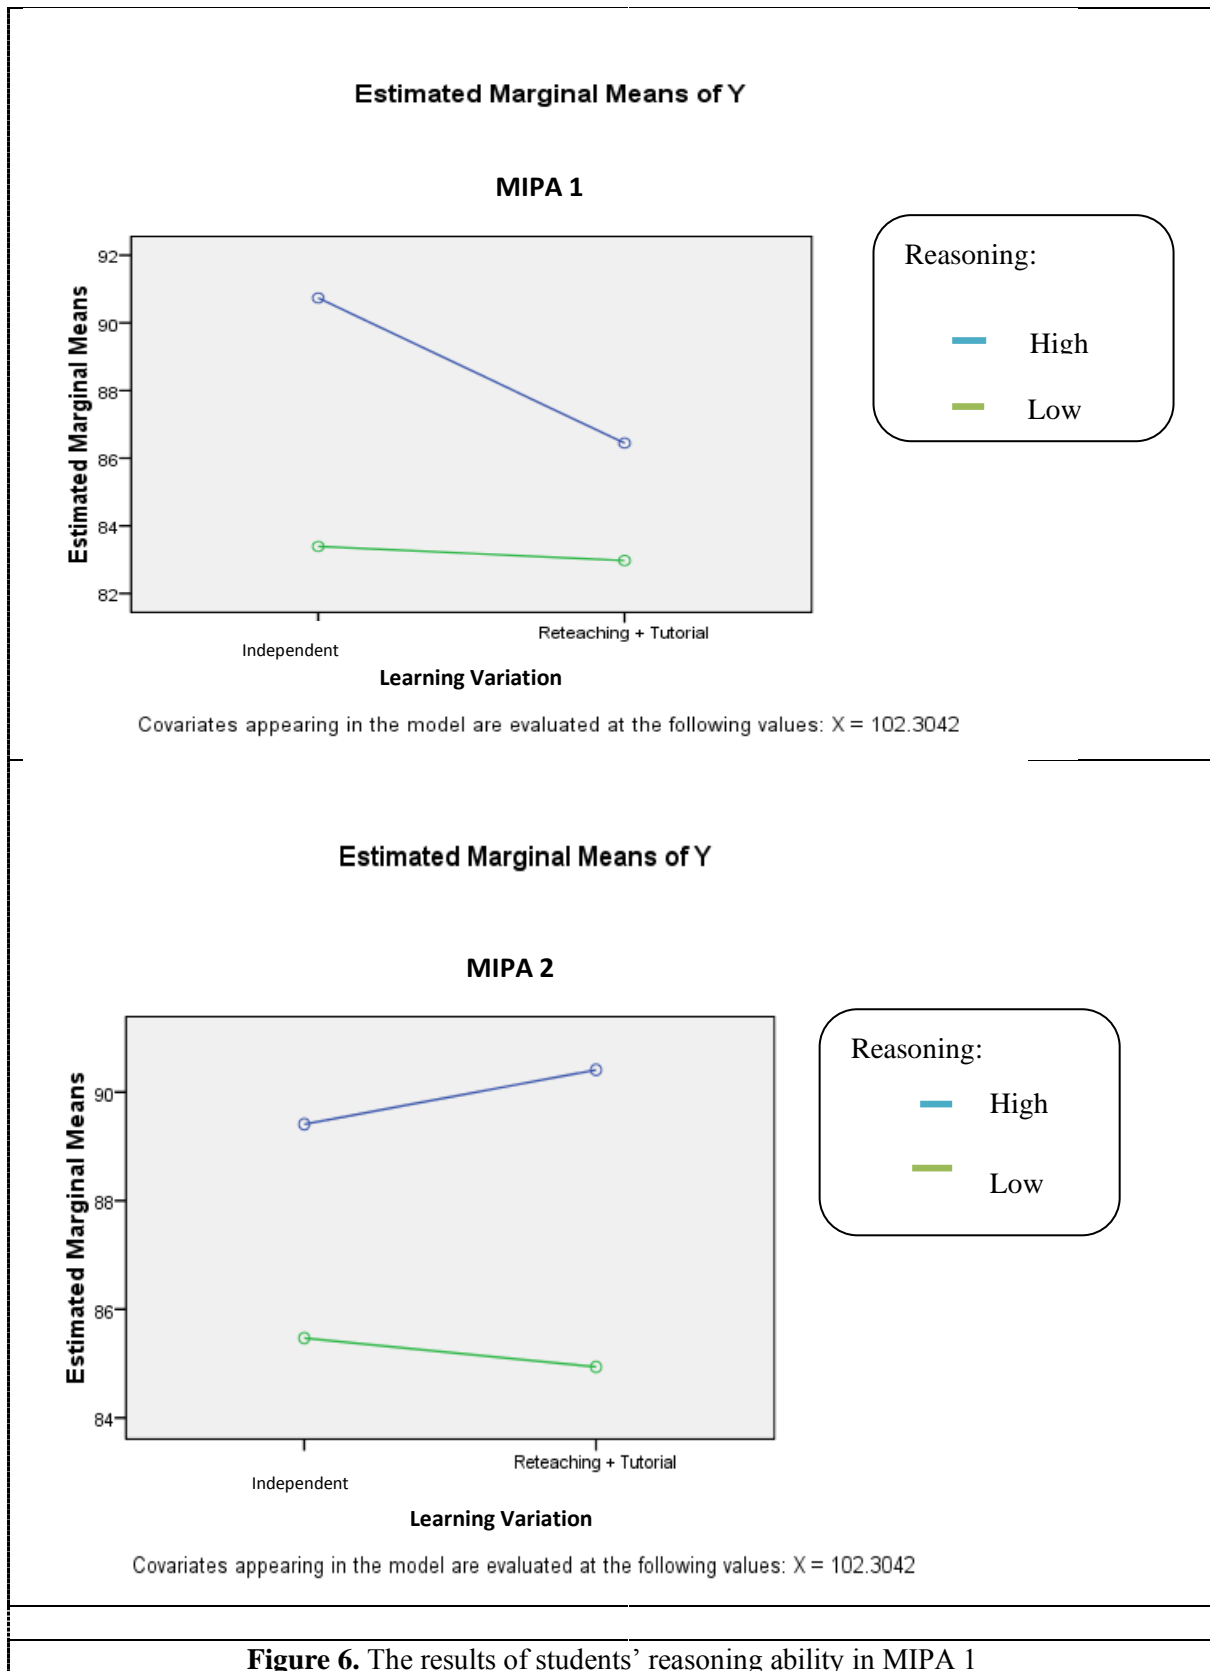 Estimated Marginal Means of Y
MIPA 1
Estimated Marginal Means
92
90
88
86
84
82
Independent
Reteaching + Tutorial
Learning Variation
Covariates appearing in the model are evaluated at the following values: X = 102.3042
Reasoning:
High
Low
Estimated Marginal Means of Y
MIPA 2
Estimated Marginal Means
90
88
86
84
Independent
Reteaching + Tutorial
Learning Variation
Covariates appearing in the model are evaluated at the following values: X = 102.3042
Reasoning:
High
Low
Figure 6. The results of students’ reasoning ability in MIPA 1